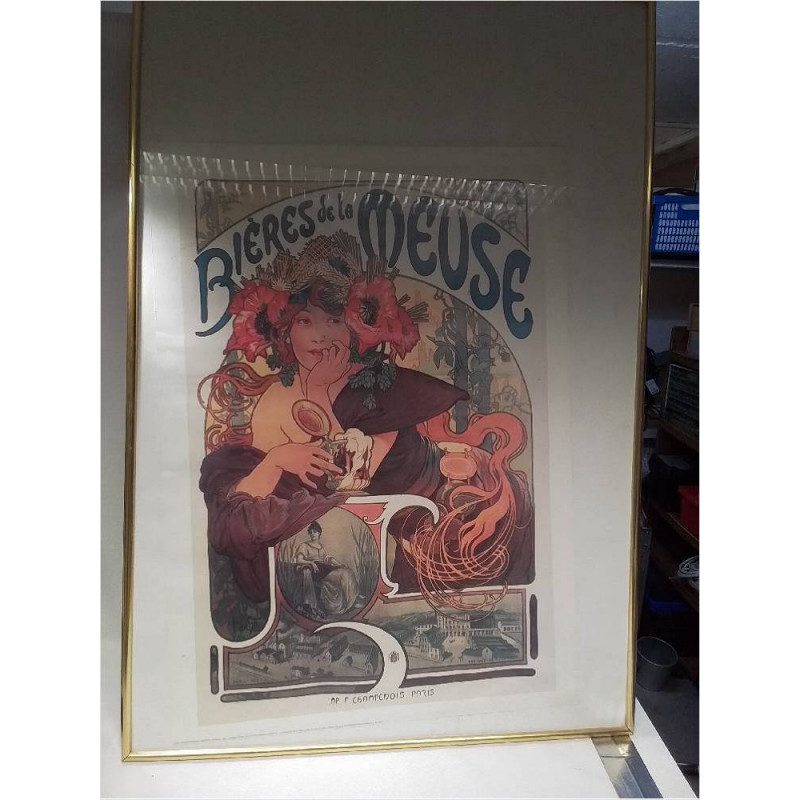 BIÈRES de la MEUSE
IMP. F. CHAMPENOIS PARIS